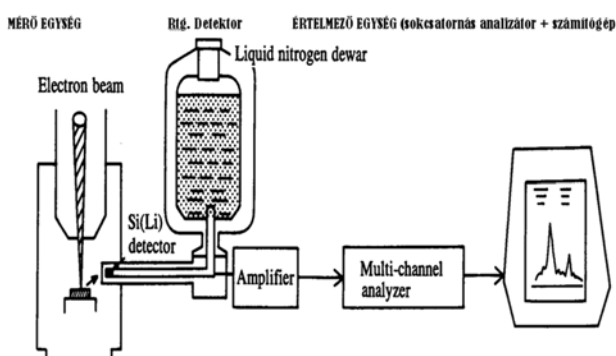 MÉRŐ EGYSÉG
Rtg. Detektor
ÉRTELMEZŐ EGYSÉG (sokcsatornás analizátor + számítógép
Liquid nitrogen dewar
Electron beam
Si(Li)
detector
Amplifier
Multi-channel
analyzer